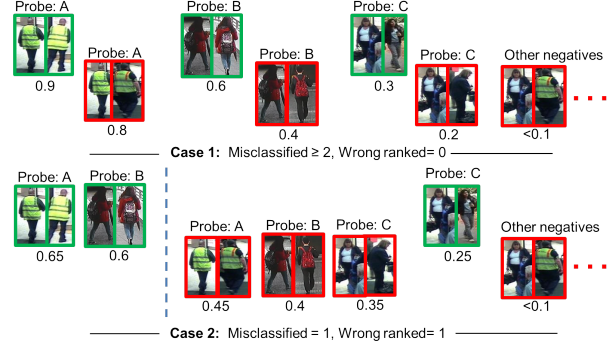 Probe: A
Probe: B
Probe: C
Probe: A
Probe: B
Probe: C
Other negatives
0.9
0.8
0.6
0.4
0.3
0.2
<0.1
Case 1: Misclassified ≥ 2, Wrong ranked= 0
Probe: A
Probe: B
Probe: C
Probe: A
Probe: B
Probe: C
Other negatives
0.65
0.6
0.45
0.4
0.35
0.25
<0.1
Case 2: Misclassified = 1, Wrong ranked= 1